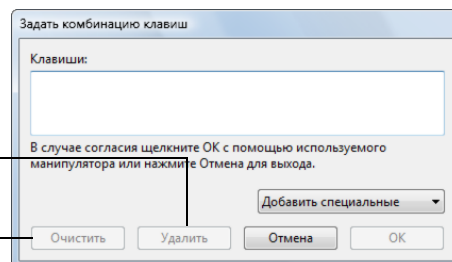 Задать комбинацию клавиш
Клавиши:
В случае согласия щелкните ОК с помощью используемого
манипулятора или нажмите Отмена для выхода.
Добавить специальные
Очистить Удалить Отмена ОК